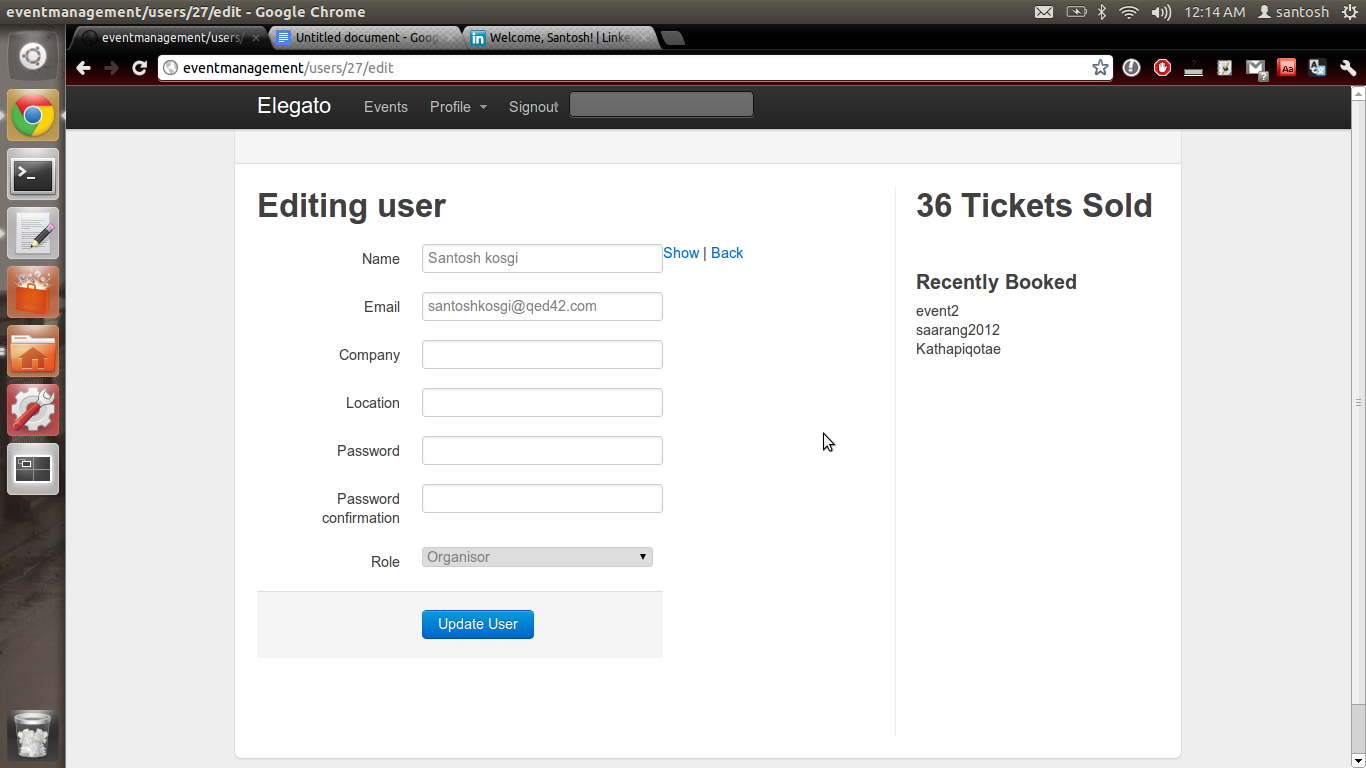 eventmanagement/users/27/edit - Google Chrome
12:14 AM santosh
eventmanagement/users/
Untitled document - Goog
Welcome, Santosh! | Linke
eventmanagement/users/27/edit
Elegato Events Profile Signout
Editing user
36 Tickets Sold
Name Santosh kosgi
Show | Back
Email santoshkosgi@qed42.com
Recently Booked
event2
saarang2012
Kathapiqotae
Company
Location
Password
Password
confirmation
Role Organisor
Update User